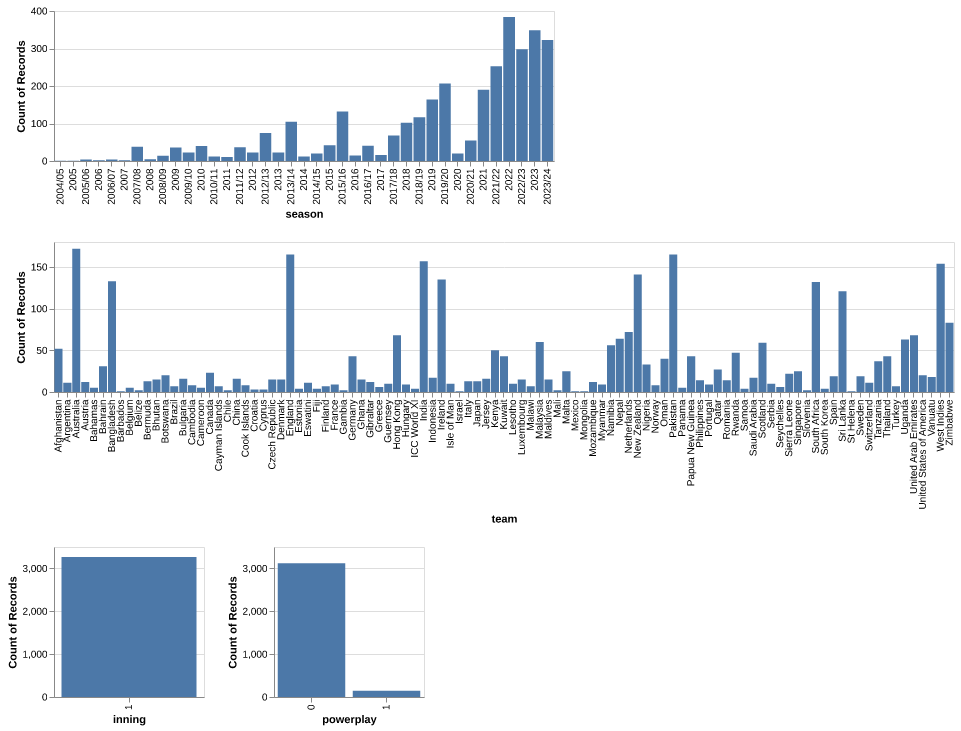 400
300
200
100
0
Count of Records
2004/05
2005
2005/06
2006
2006/07
2007
2007/08
2008
2008/09
2009
2009/10
2010
2010/11
2011
2011/12
2012
2012/13
2013
2013/14
2014
2014/15
2015
2015/16
2016
2016/17
2017
2017/18
2018
2018/19
2019
2019/20
2020
2020/21
2021
2021/22
2022
2022/23
2023
2023/24
season
150
100
50
0
Count of Records
Afghanistan
Argentina
Australia
Austria
Bahamas
Bahrain
Bangladesh
Barbados
Belgium
Belize
Bermuda
Bhutan
Botswana
Brazil
Bulgaria
Cambodia
Cameroon
Canada
Cayman Islands
Chile
China
Cook Islands
Croatia
Cyprus
Czech Republic
Denmark
England
Estonia
Eswatini
Fiji
Finland
France
Gambia
Germany
Ghana
Gibraltar
Greece
Guernsey
Hong Kong
Hungary
ICC World XI
India
Indonesia
Ireland
Isle of Man
Israel
Italy
Japan
Jersey
Kenya
Kuwait
Lesotho
Luxembourg
Malawi
Malaysia
Maldives
Mali
Malta
Mexico
Mongolia
Mozambique
Myanmar
Namibia
Nepal
Netherlands
New Zealand
Nigeria
Norway
Oman
Pakistan
Panama
Papua New Guinea
Philippines
Portugal
Qatar
Romania
Rwanda
Samoa
Saudi Arabia
Scotland
Serbia
Seychelles
Sierra Leone
Singapore
Slovenia
South Africa
South Korea
Spain
Sri Lanka
St Helena
Sweden
Switzerland
Tanzania
Thailand
Turkey
Uganda
United Arab Emirates
United States of America
Vanuatu
West Indies
Zimbabwe
team
3,000
2,000
1,000
0
Count of Records
1
inning
3,000
2,000
1,000
0
Count of Records
0
1
powerplay